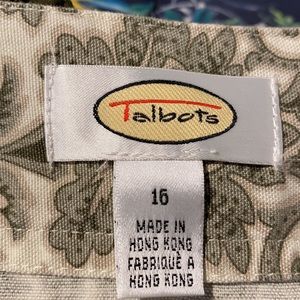 Talbots
16
MADE IN
HONG KONG
FABRIQUÉ À
HONG KONG